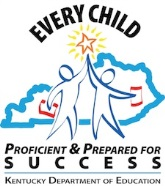 EVERY CHILD
PROFICIENT & PREPARED FOR
SUCCESS
KENTUCKY DEPARTMENT OF EDUCATION